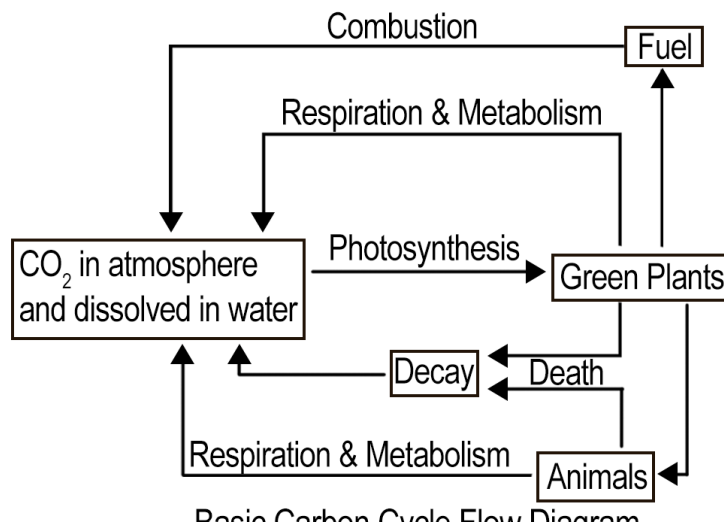 Combustion
Fuel
Respiration & Metabolism
CO₂ in atmosphere
and dissolved in water
Photosynthesis
Green Plants
Decay
Death
Respiration & Metabolism
Animals
Basic Carbon Cycle Flow Diagram